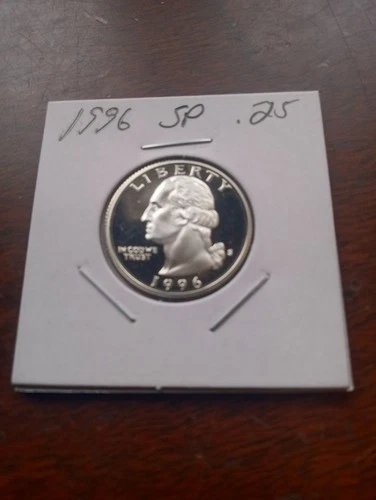 1996 SP .25
LIBERTY
IN GOD WE
TRUST
S
1996